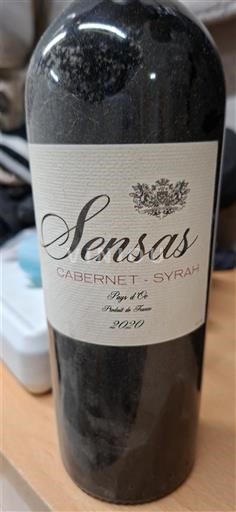 Sensas
CABERNET - SYRAH
Pays d'Oc
Produit de France
2020